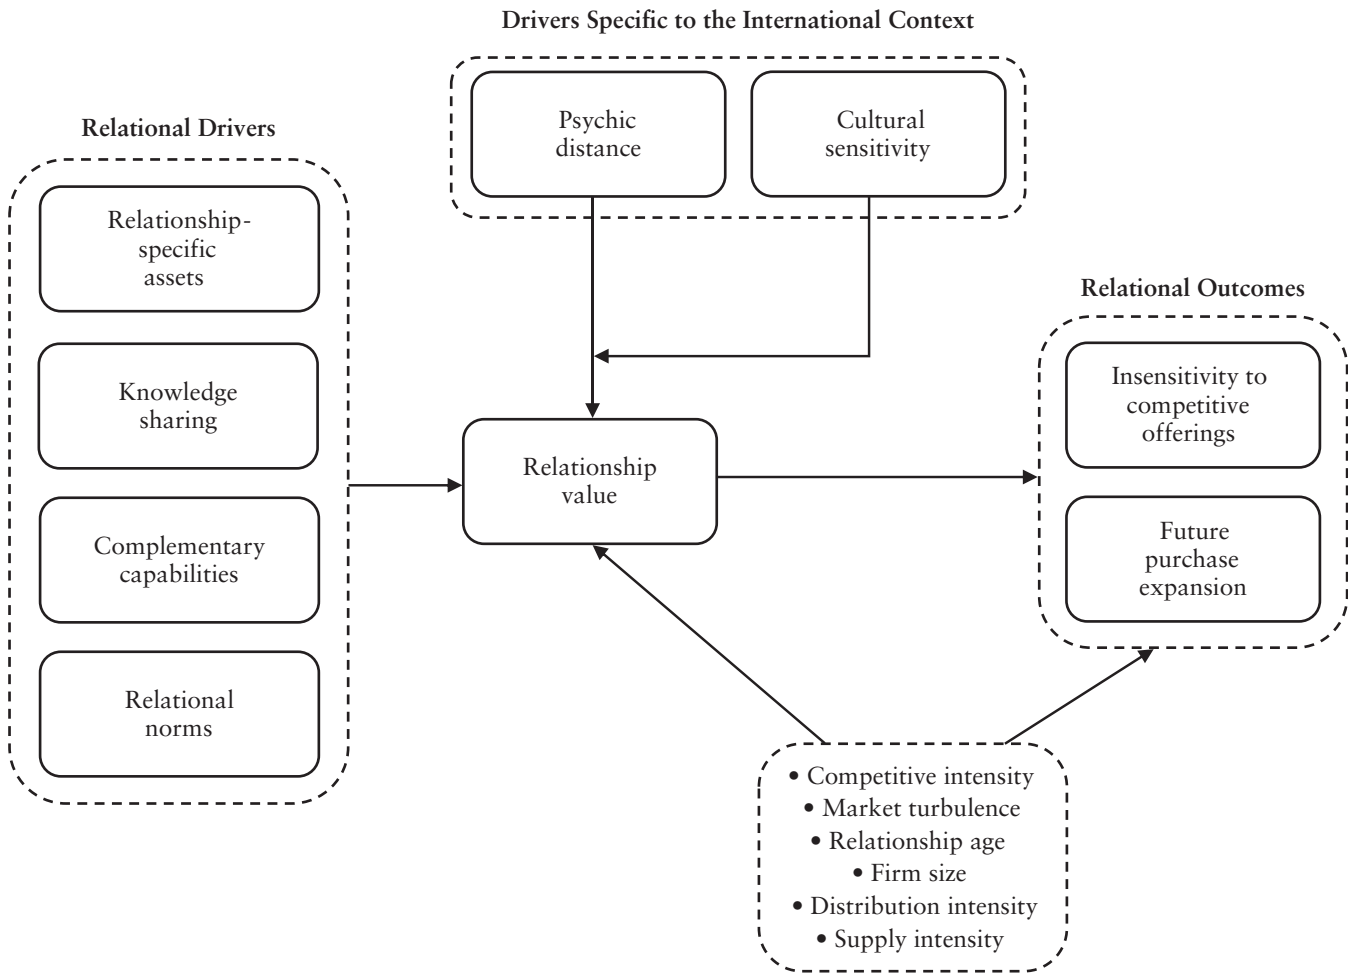 Drivers Specific to the International Context
Psychic
distance
Cultural
sensitivity
Relational Drivers
Relationship-
specific
assets
Knowledge
sharing
Complementary
capabilities
Relational
norms
Relationship
value
Relational Outcomes
Insensitivity to
competitive
offerings
Future
purchase
expansion
• Competitive intensity
• Market turbulence
• Relationship age
• Firm size
• Distribution intensity
• Supply intensity